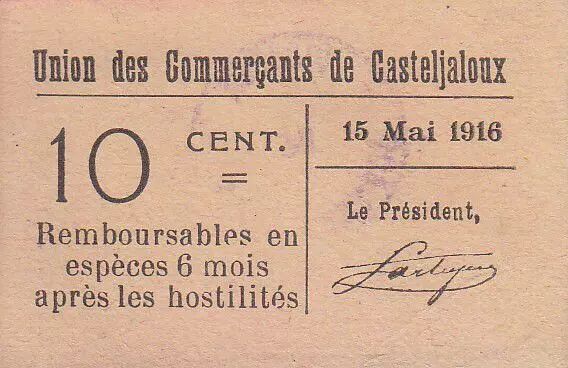 Union des Commerçants de Casteljaloux
10 CENT.
=
Remboursables en
espèces 6 mois
après les hostilités
15 Mai 1916
Le Président,